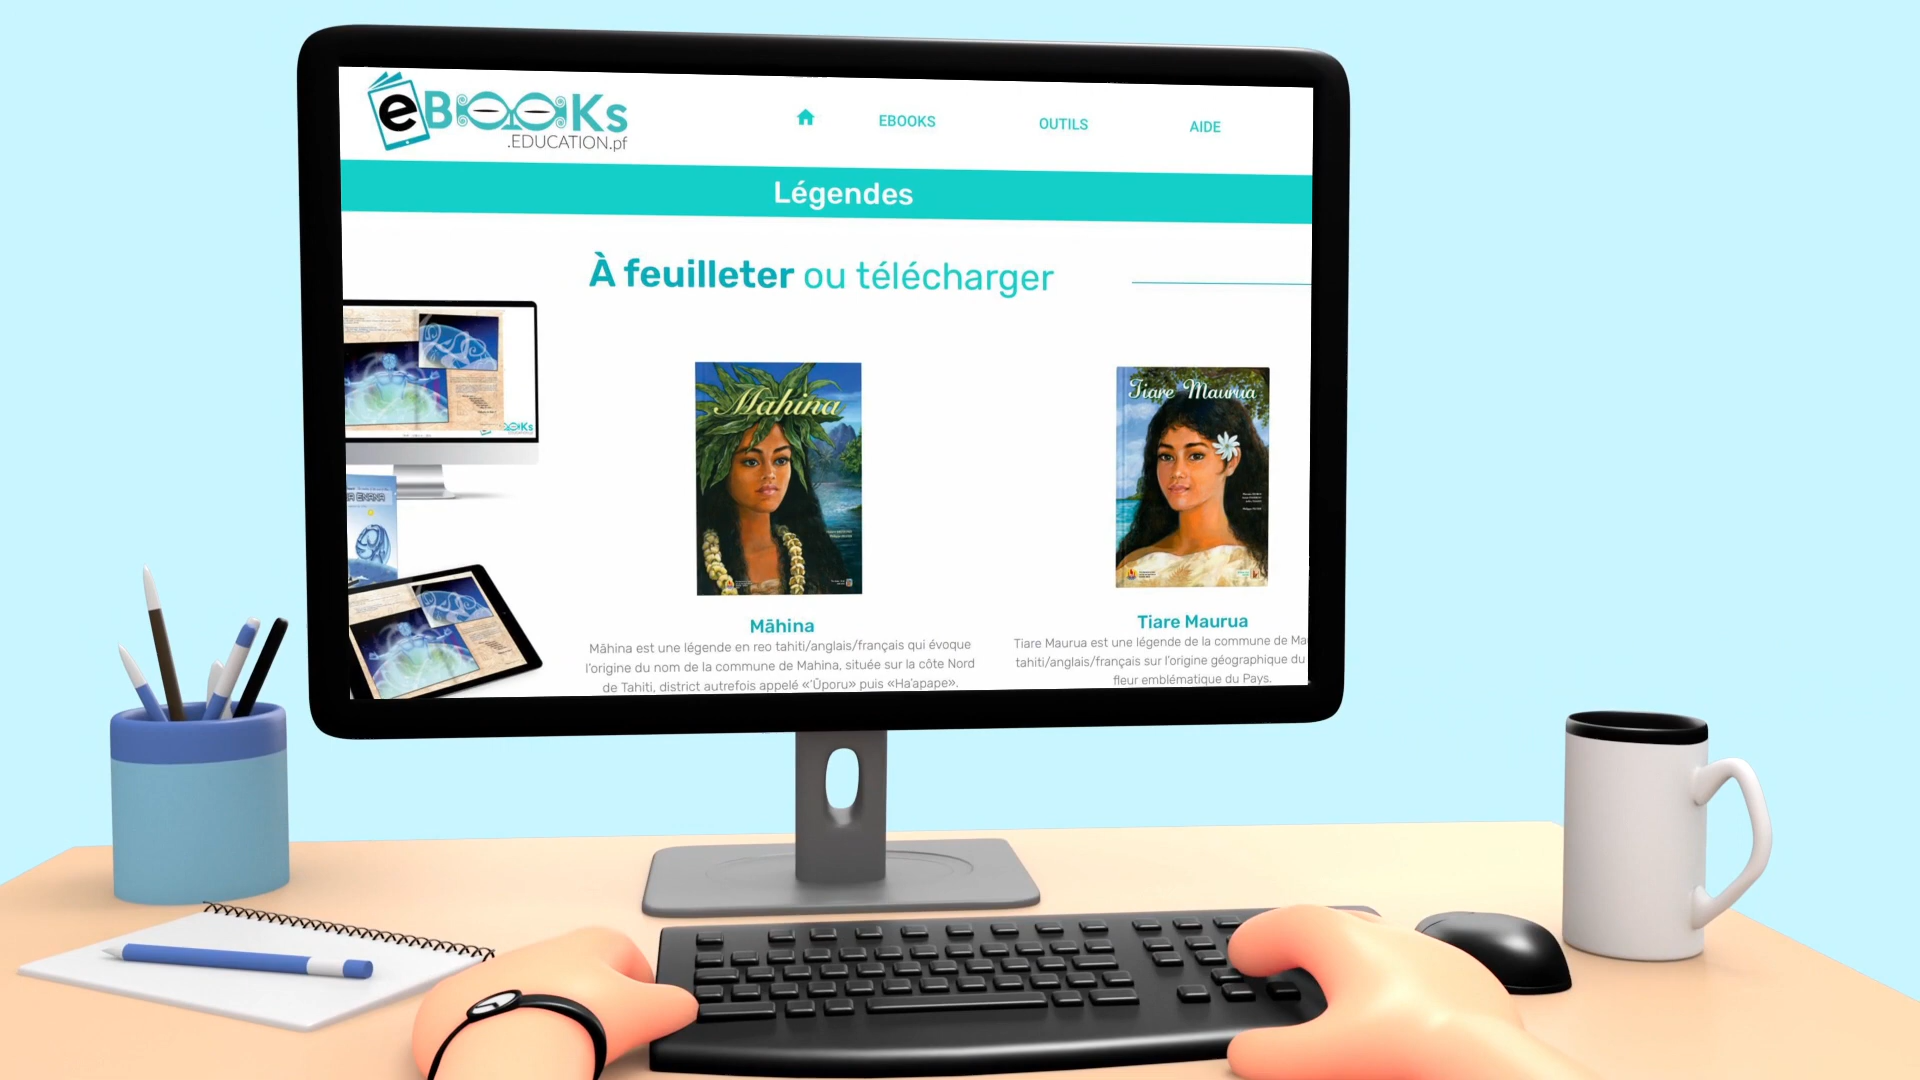 eBOOKs
.EDUCATION.pf
EBOOKS
OUTILS
AIDE
Légendes
À feuilleter ou télécharger
Mahina
Tiare Maurua
Māhina
Māhina est une légende en reo tahiti/anglais/français qui évoque
l'origine du nom de la commune de Mahina, située sur la côte Nord
de Tahiti, district autrefois appelé «'Ūporu» puis «Ha'apape».
Tiare Maurua
Tiare Maurua est une légende de la commune de Ma
tahiti/anglais/français sur l'origine géographique du
fleur emblématique du Pays.